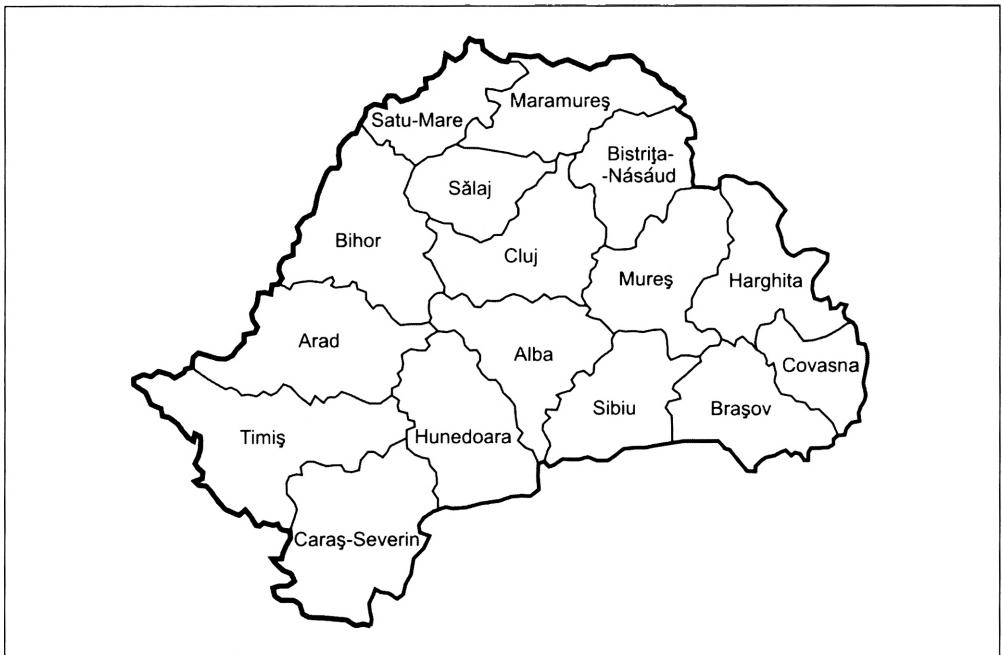 Maramureş
Satu-Mare
Bistriţa-
-Násáud
Sălaj
Bihor
Cluj
Mureş
Harghita
Arad
Alba
Covasna
Sibiu
Braşov
Timiş
Hunedoara
Caraş-Severin